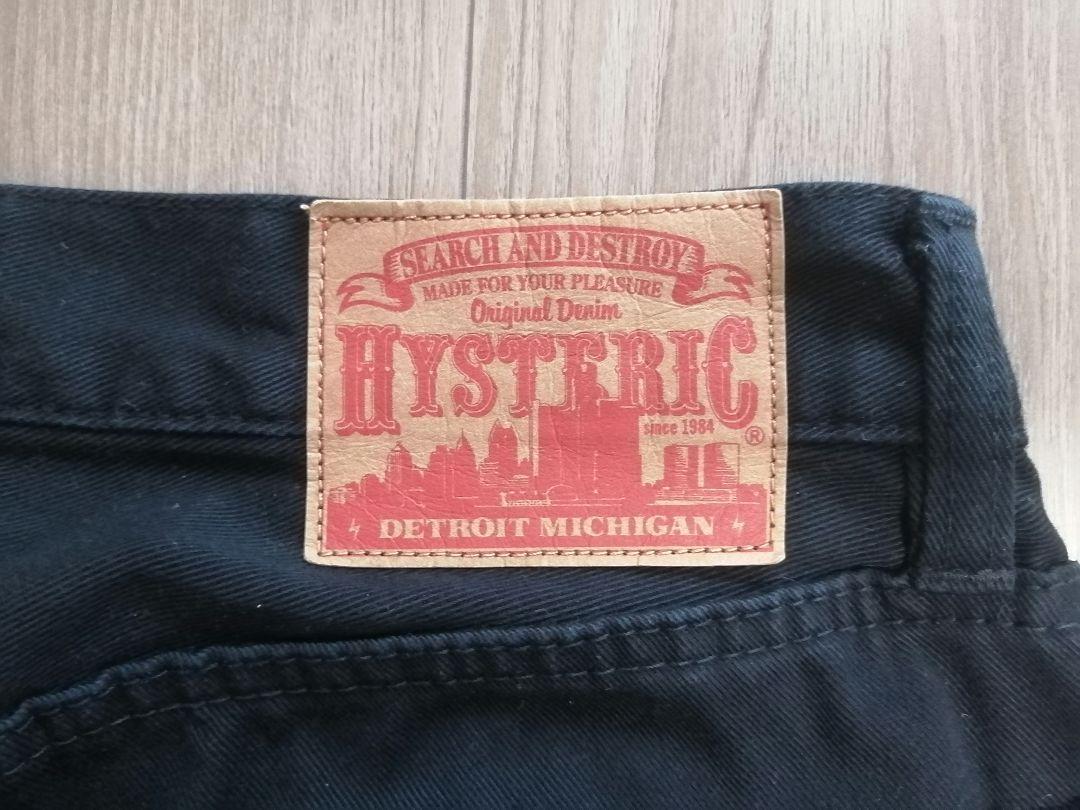 SEARCH AND DESTROY
MADE FOR YOUR PLEASURE
Original Denim
HYSTERIC
since 1984
®
DETROIT MICHIGAN